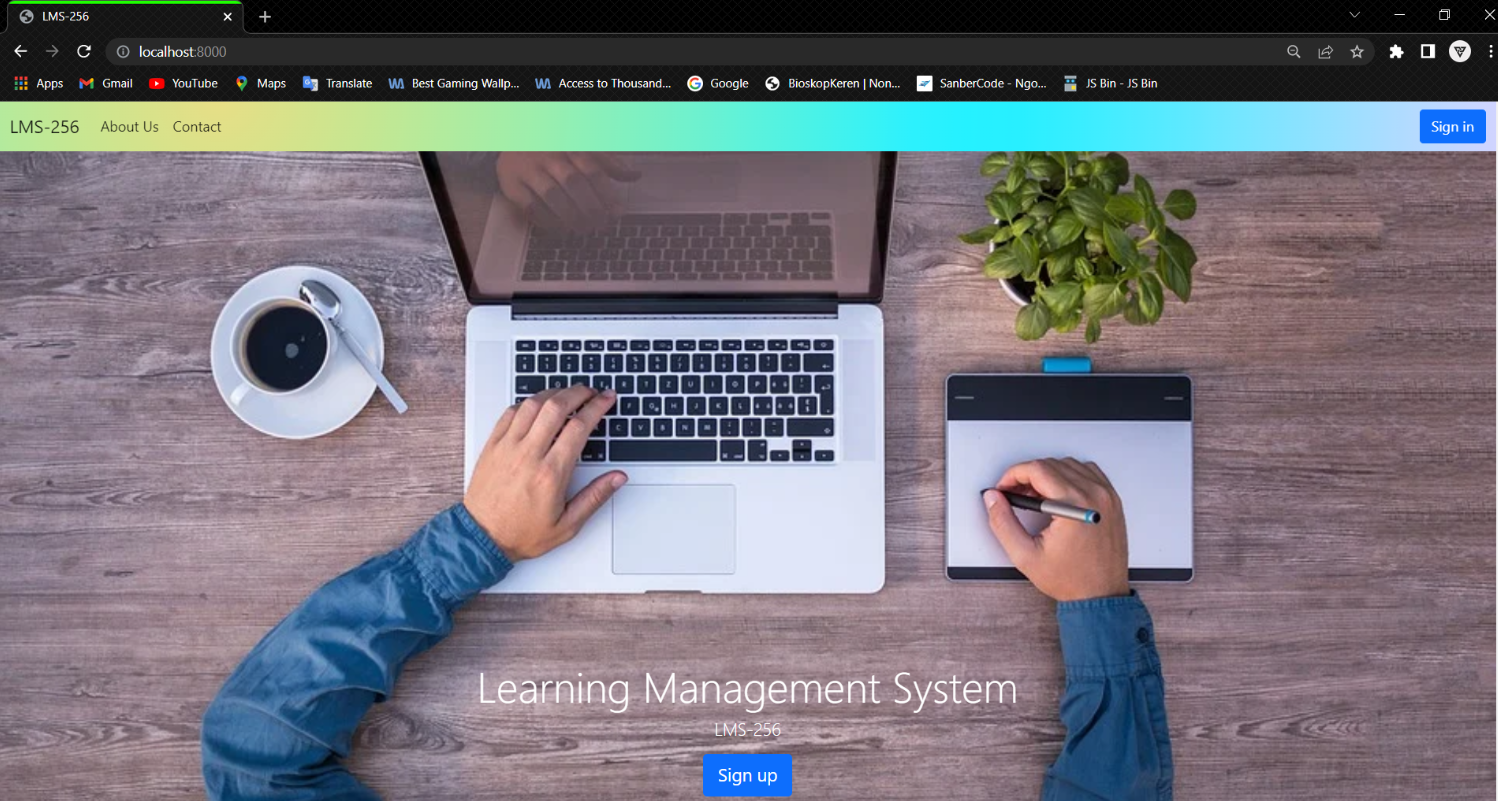 LMS-256
localhost:8000
Apps Gmail YouTube Maps Translate Best Gaming Wallp... Access to Thousand... Google BioskopKeren | Non... SanberCode - Ngo... JS Bin - JS Bin
LMS-256 About Us Contact Sign in
Learning Management System
LMS-256
Sign up